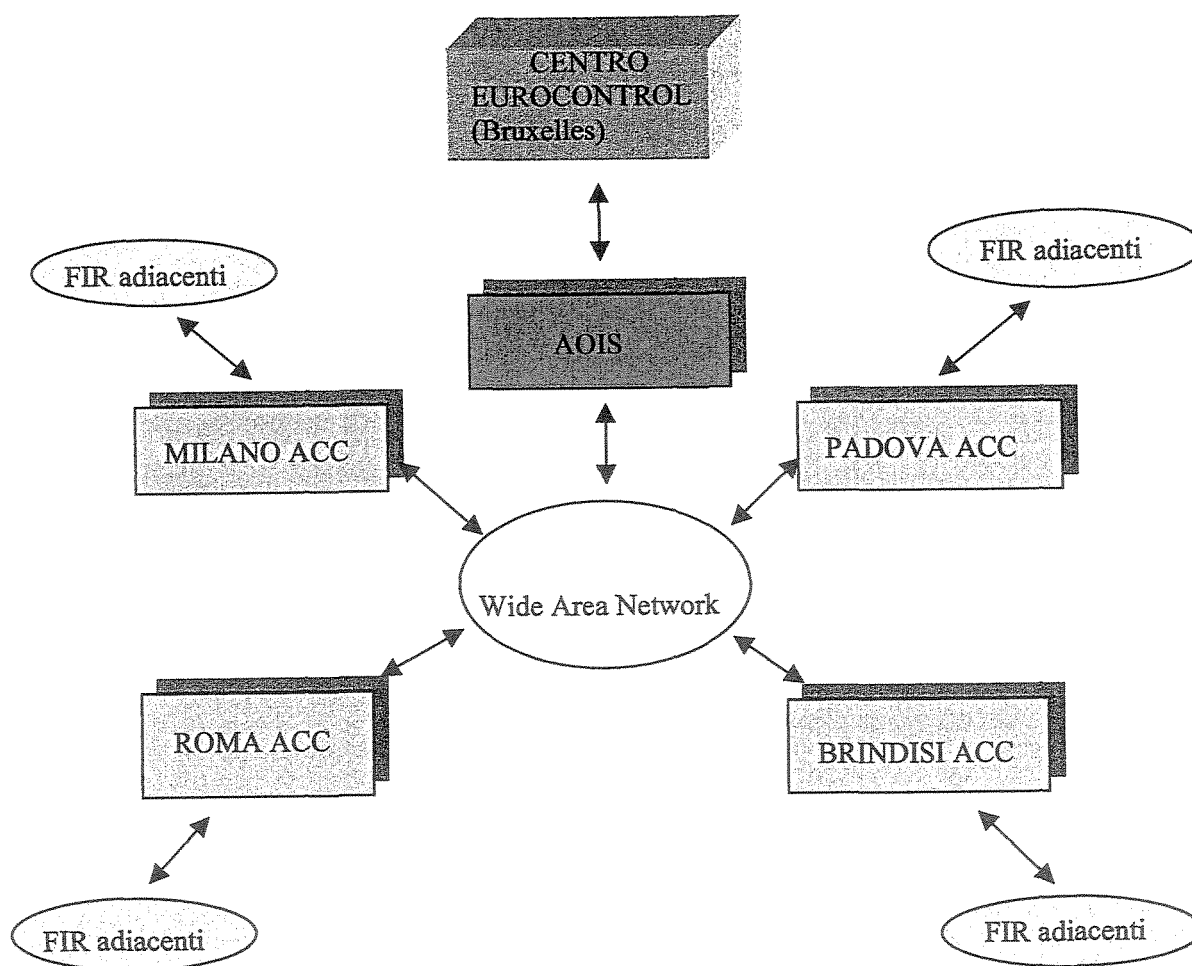 CENTRO
EUROCONTROL
(Bruxelles)
FIR adiacenti
FIR adiacenti
AOIS
MILANO ACC
PADOVA ACC
Wide Area Network
ROMA ACC
BRINDISI ACC
FIR adiacenti
FIR adiacenti